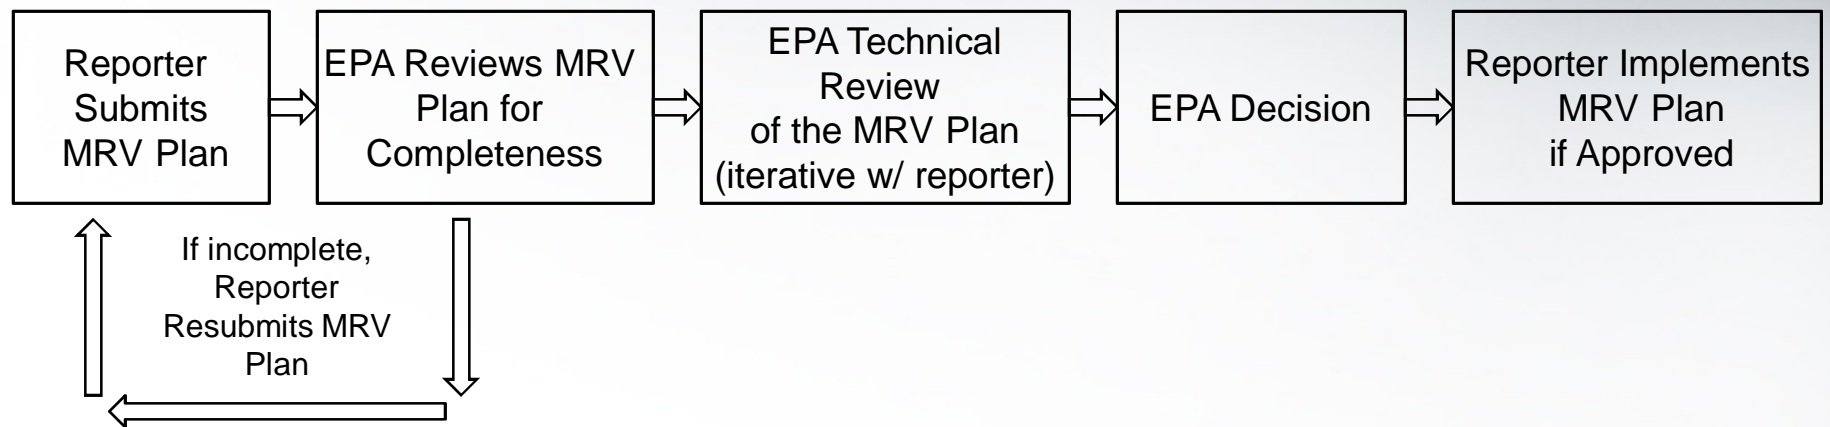 Reporter
Submits
MRV Plan
EPA Reviews MRV
Plan for
Completeness
EPA Technical
Review
of the MRV Plan
(iterative w/ reporter)
EPA Decision
Reporter Implements
MRV Plan
if Approved
If incomplete,
Reporter
Resubmits MRV
Plan